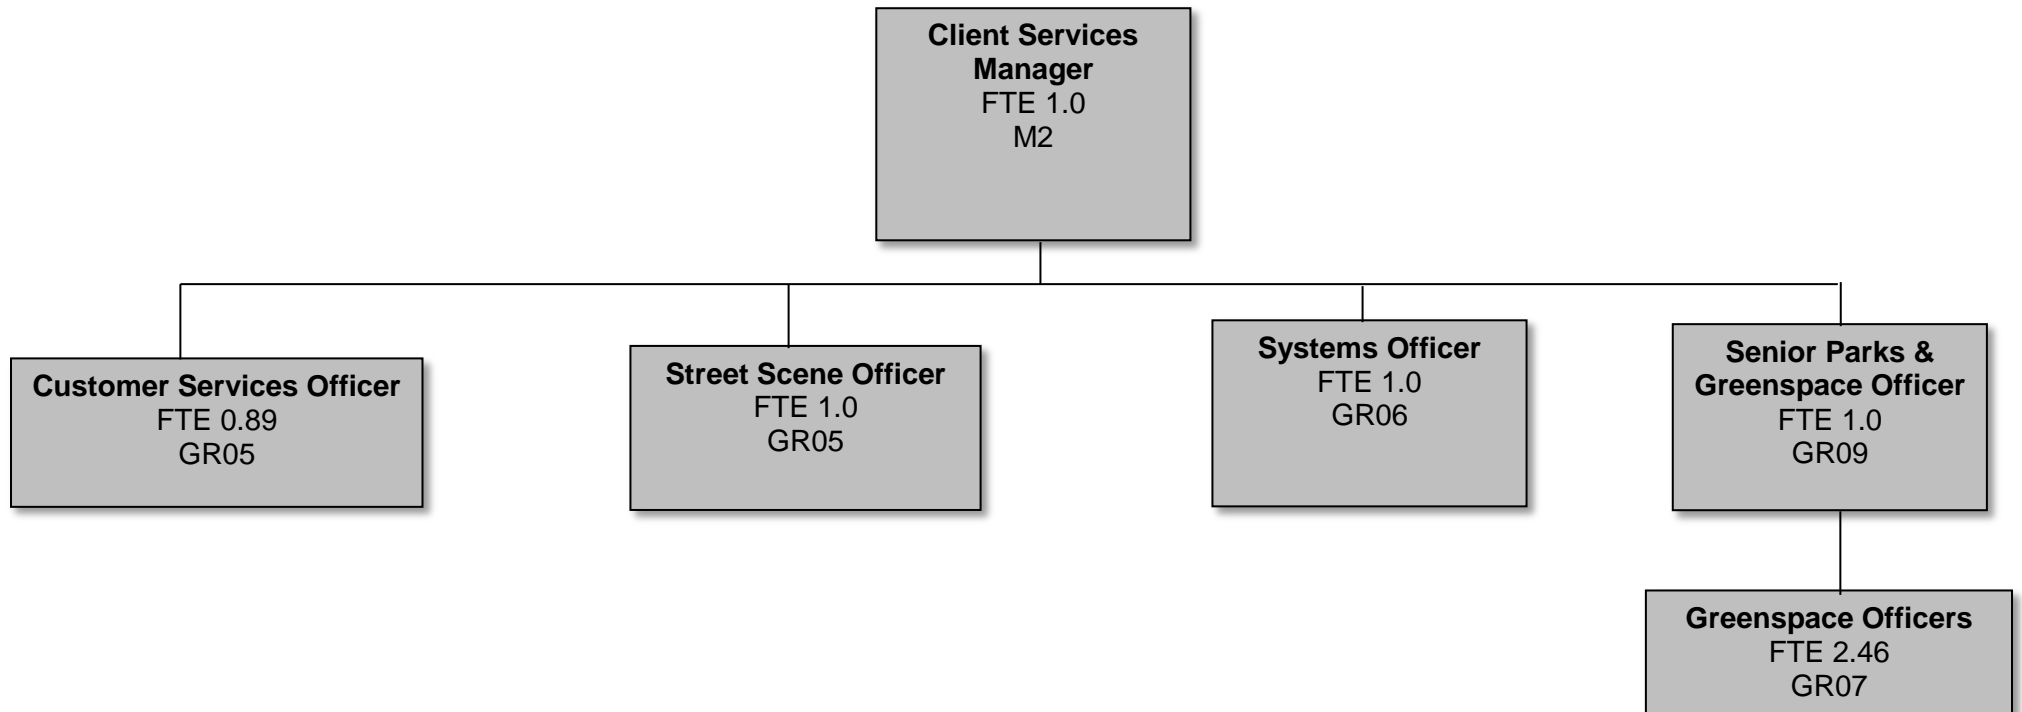 Client Services
Manager
FTE 1.0
M2
Customer Services Officer
FTE 0.89
GR05
Street Scene Officer
FTE 1.0
GR05
Systems Officer
FTE 1.0
GR06
Senior Parks &
Greenspace Officer
FTE 1.0
GR09
Greenspace Officers
FTE 2.46
GR07